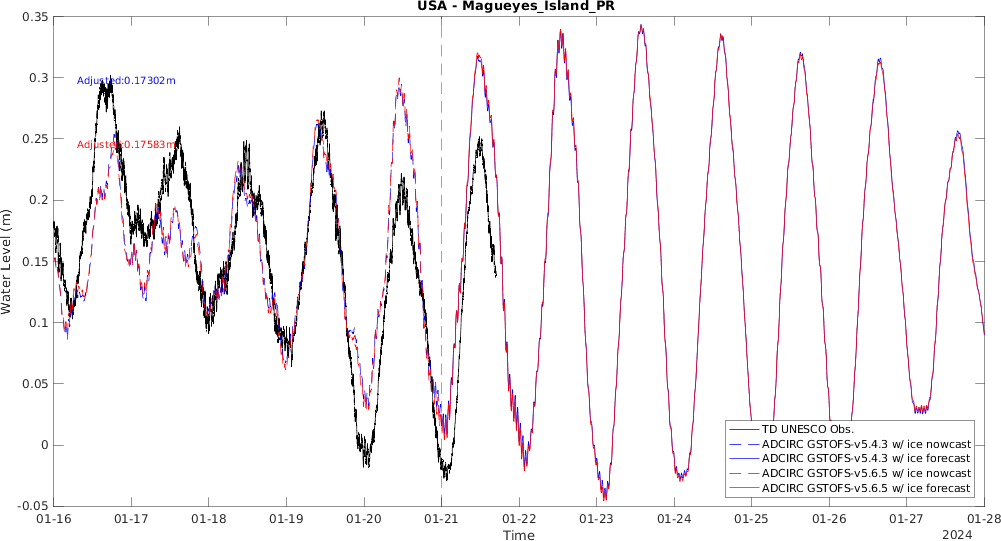 USA - Magueyes_Island_PR
0.35
0.3
0.25
0.2
0.15
0.1
0.05
0
-0.05
Water Level (m)
Adjusted:0.17302m
Adjusted:0.17583m
TD UNESCO Obs.
ADCIRC GSTOFS-v5.4.3 w/ ice nowcast
ADCIRC GSTOFS-v5.4.3 w/ ice forecast
ADCIRC GSTOFS-v5.6.5 w/ ice nowcast
ADCIRC GSTOFS-v5.6.5 w/ ice forecast
01-16 01-17 01-18 01-19 01-20 01-21 01-22 01-23 01-24 01-25 01-26 01-27 01-28
Time
2024